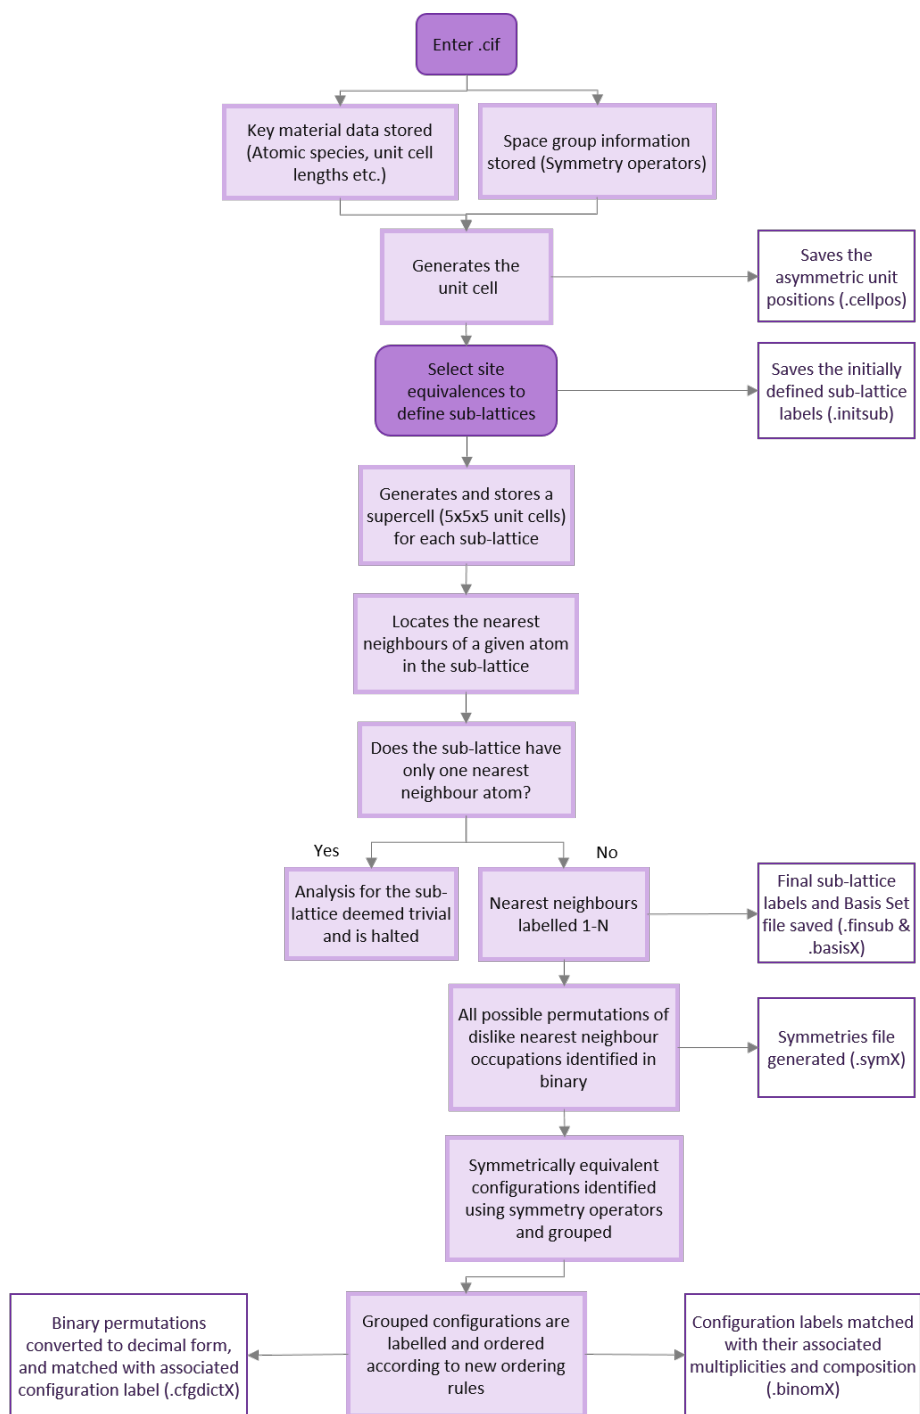 Enter .cif
Key material data stored
(Atomic species, unit cell
lengths etc.)
Space group information
stored (Symmetry operators)
Generates the
unit cell
Saves the
asymmetric unit
positions (.cellpos)
Select site
equivalences to
define sub-lattices
Saves the initially
defined sub-lattice
labels (.initsub)
Generates and stores a
supercell (5x5x5 unit cells)
for each sub-lattice
Locates the nearest
neighbours of a given atom
in the sub-lattice
Does the sub-lattice have
only one nearest
neighbour atom?
Yes
No
Analysis for the sub-
lattice deemed trivial
and is halted
Nearest neighbours
labelled 1-N
Final sub-lattice
labels and Basis Set
file saved (.finsub &
.basisX)
All possible permutations of
dislike nearest neighbour
occupations identified in
binary
Symmetries file
generated (.symX)
Symmetrically equivalent
configurations identified
using symmetry operators
and grouped
Binary permutations
converted to decimal form,
and matched with associated
configuration label (.cfgdictX)
Grouped configurations are
labelled and ordered
according to new ordering
rules
Configuration labels matched
with their associated
multiplicities and composition
(.binomX)